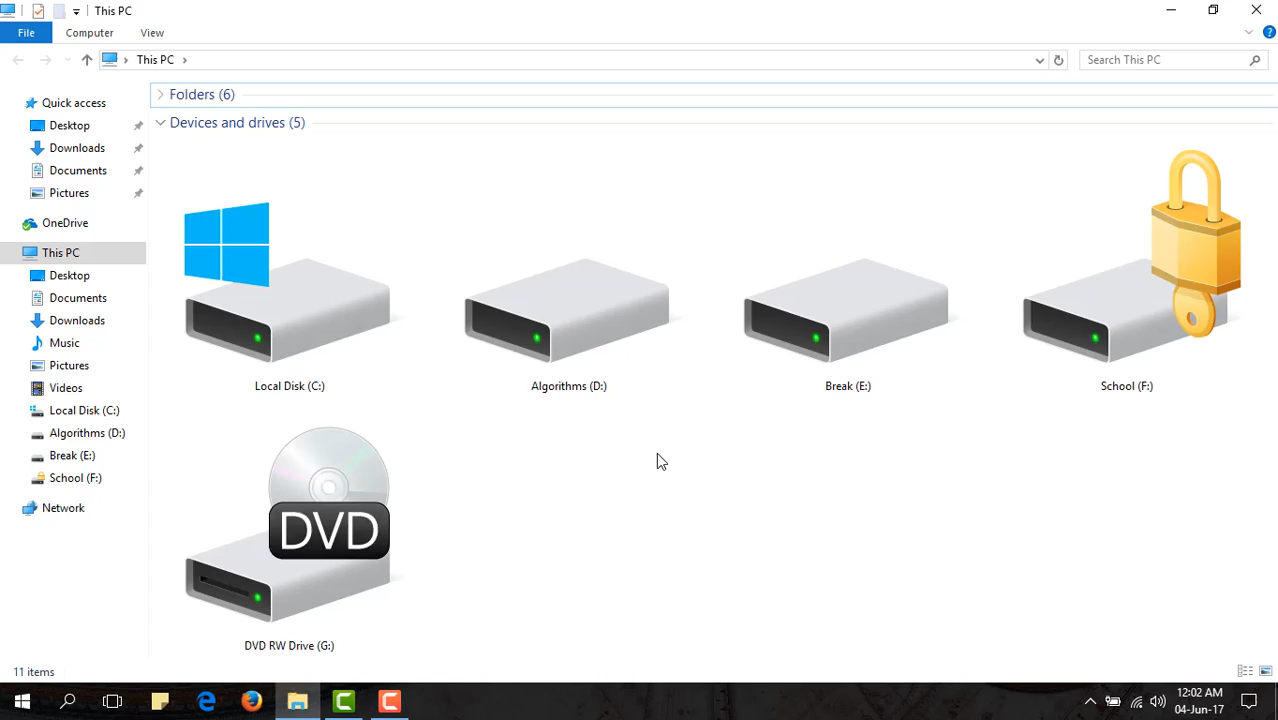 This PC
File Computer View
This PC
Search This PC
Quick access
Desktop
Downloads
Documents
Pictures
OneDrive
This PC
Desktop
Documents
Downloads
Music
Pictures
Videos
Local Disk (C:)
Algorithms (D:)
Break (E:)
School (F:)
Network
Folders (6)
Devices and drives (5)
Local Disk (C:)
Algorithms (D:)
Break (E:)
School (F:)
DVD
DVD RW Drive (G:)
11 items
12:02 AM
04-Jun-17